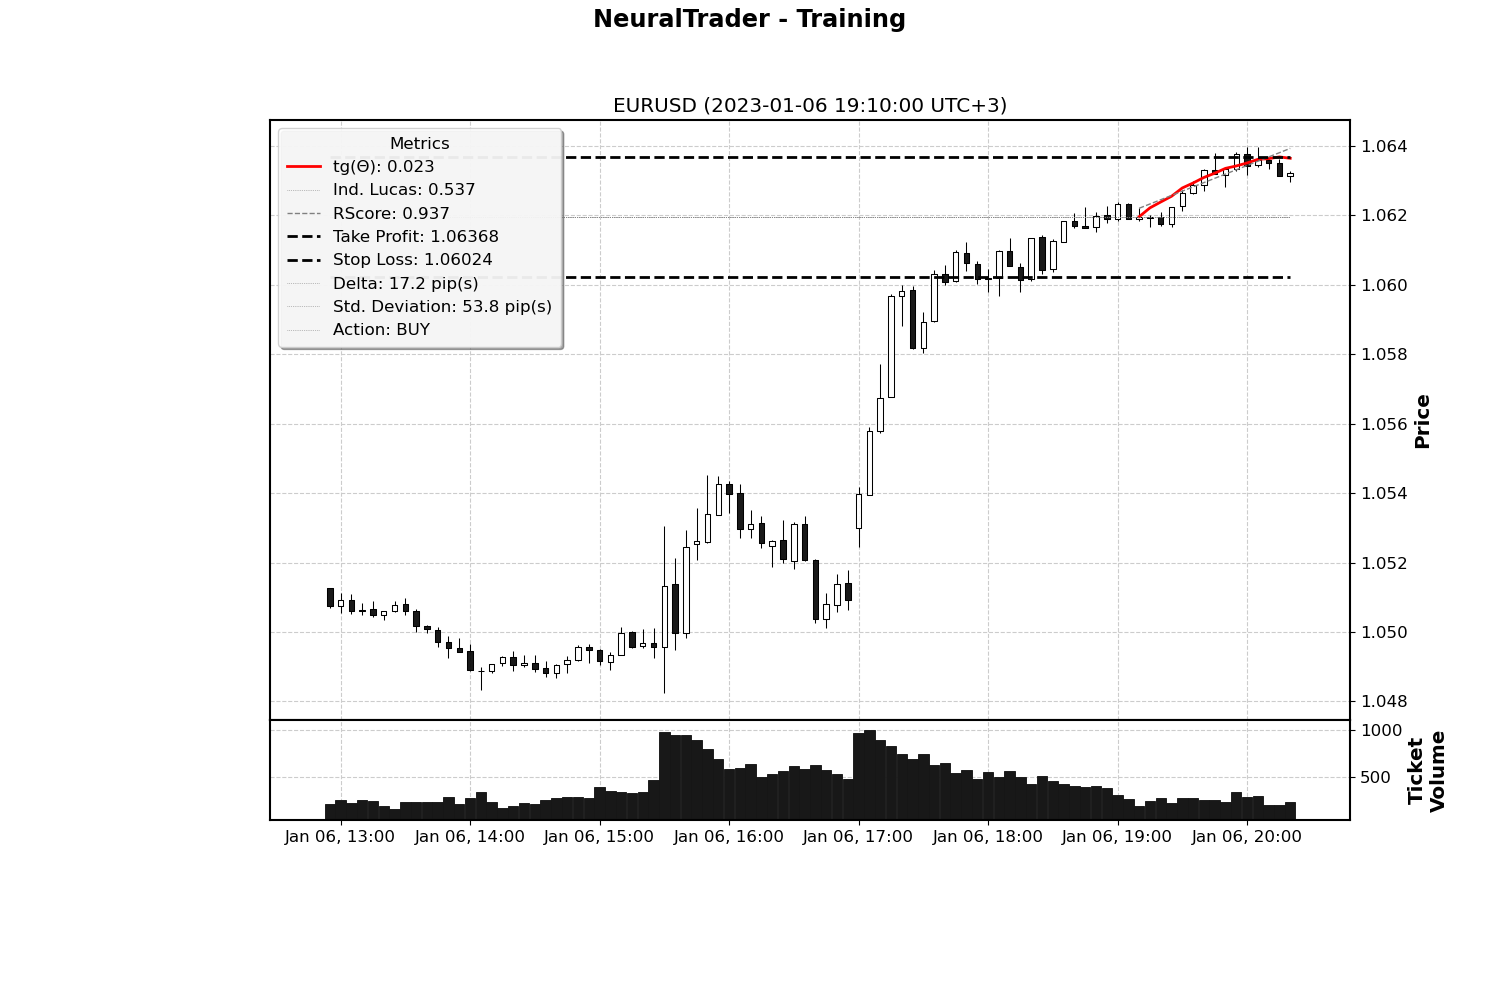 NeuralTrader - Training
EURUSD (2023-01-06 19:10:00 UTC+3)
Metrics
tg(Θ): 0.023
Ind. Lucas: 0.537
RScore: 0.937
Take Profit: 1.06368
Stop Loss: 1.06024
Delta: 17.2 pip(s)
Std. Deviation: 53.8 pip(s)
Action: BUY
1.064
1.062
1.060
1.058
1.056
1.054
1.052
1.050
1.048
Price
1000
500
Ticket
Volume
Jan 06, 13:00
Jan 06, 14:00
Jan 06, 15:00
Jan 06, 16:00
Jan 06, 17:00
Jan 06, 18:00
Jan 06, 19:00
Jan 06, 20:00